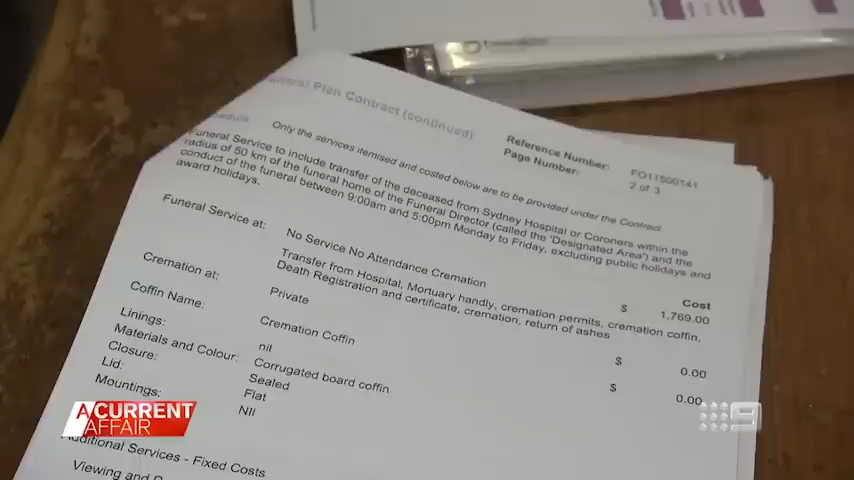 Funeral Plan Contract (continued)
Reference Number: FO11500141
Page Number: 2 of 3
Only the services itemised and costed below are to be provided under the Contract.
Funeral Service to include transfer of the deceased from Sydney Hospital or Coroners within the
radius of 50 km of the funeral home of the Funeral Director (called the 'Designated Area') and the
conduct of the funeral between 9:00am and 5:00pm Monday to Friday, excluding public holidays and
award holidays.
Cost
Funeral Service at: No Service No Attendance Cremation $ 1,769.00
Transfer from Hospital, Mortuary handly, cremation permits, cremation coffin,
Death Registration and certificate, cremation, return of ashes
Cremation at: Private $ 0.00
Coffin Name: Cremation Coffin $ 0.00
Linings: nil
Materials and Colour: Corrugated board coffin
Closure: Sealed
Lid: Flat
Mountings: Nil
Additional Services - Fixed Costs
Viewing and
A CURRENT
AFFAIR
9